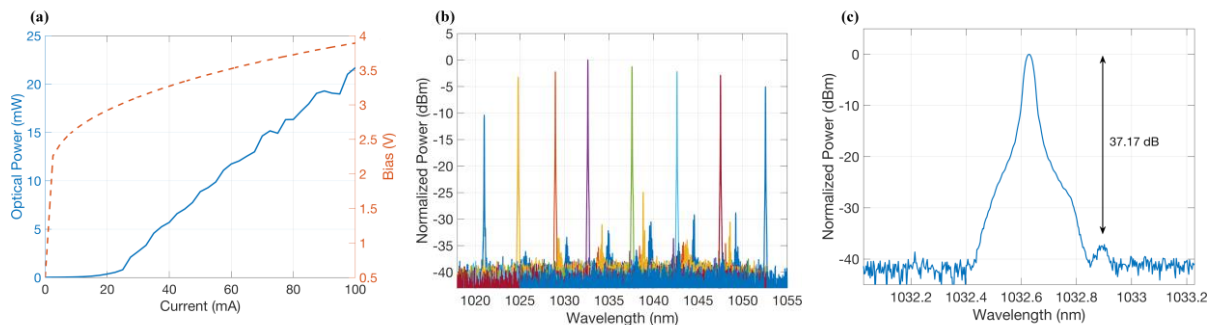 (a)
25
20
15
10
5
0
Optical Power (mW)
0 20 40 60 80 100
Current (mA)
4
3.5
3
2.5
2
1.5
1
0.5
Bias (V)
(b)
5
0
-5
-10
-15
-20
-25
-30
-35
-40
Normalized Power (dBm)
1020 1025 1030 1035 1040 1045 1050 1055
Wavelength (nm)
(c)
0
-10
-20
-30
-40
Normalized Power (dBm)
37.17 dB
1032.2 1032.4 1032.6 1032.8 1033 1033.2
Wavelength (nm)